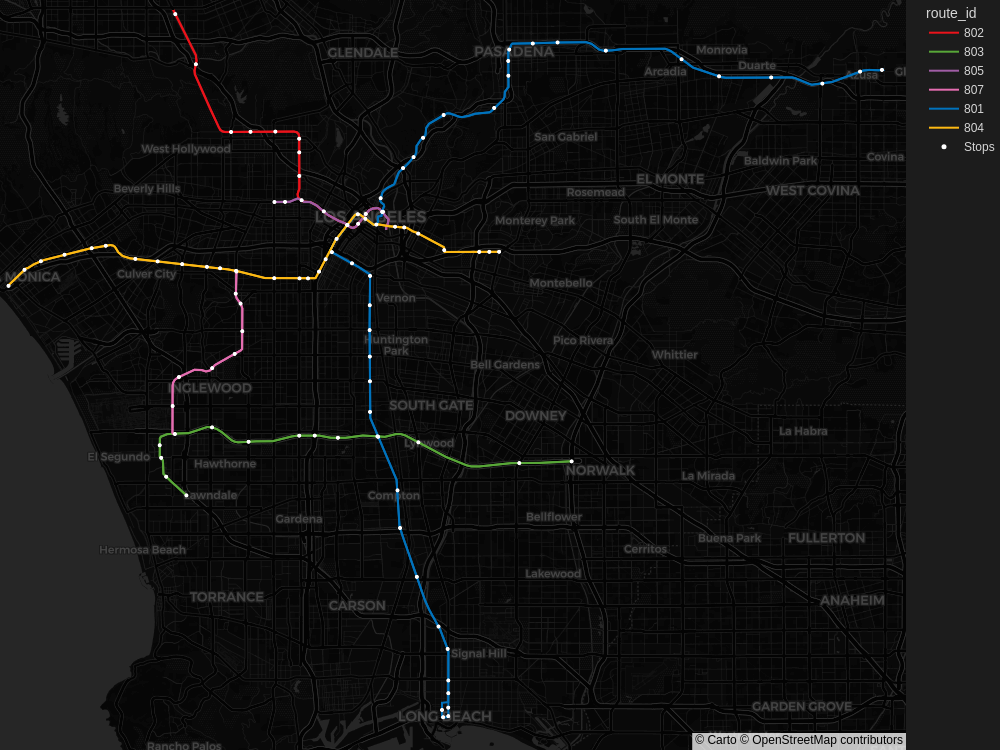 route_id
802
803
805
807
801
804
Stops
GLENDALE
PASADENA
Monrovia
Duarte
Arcadia
Azusa
Gl
West Hollywood
San Gabriel
Baldwin Park
Covina
Beverly Hills
EL MONTE
Rosemead
WEST COVINA
LOS ANGELES
Monterey Park
South El Monte
MONICA
Culver City
Montebello
Vernon
Huntington
Park
Pico Rivera
Whittier
Bell Gardens
INGLEWOOD
SOUTH GATE
DOWNEY
La Habra
El Segundo
Hawthorne
Lynwood
NORWALK
La Mirada
Lawndale
Compton
Gardena
Bellflower
Buena Park
FULLERTON
Hermosa Beach
Cerritos
Lakewood
TORRANCE
CARSON
ANAHEIM
Signal Hill
LONG BEACH
GARDEN GROVE
Rancho Palos
© Carto © OpenStreetMap contributors